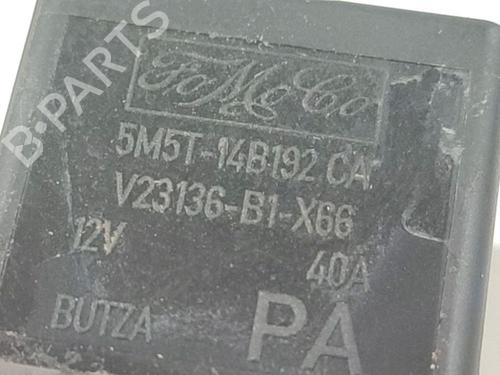 B-PARTS
FoMoCo
5M5T-14B192 CA
V23136-B1-X66
12V 40A
BUTZA PA